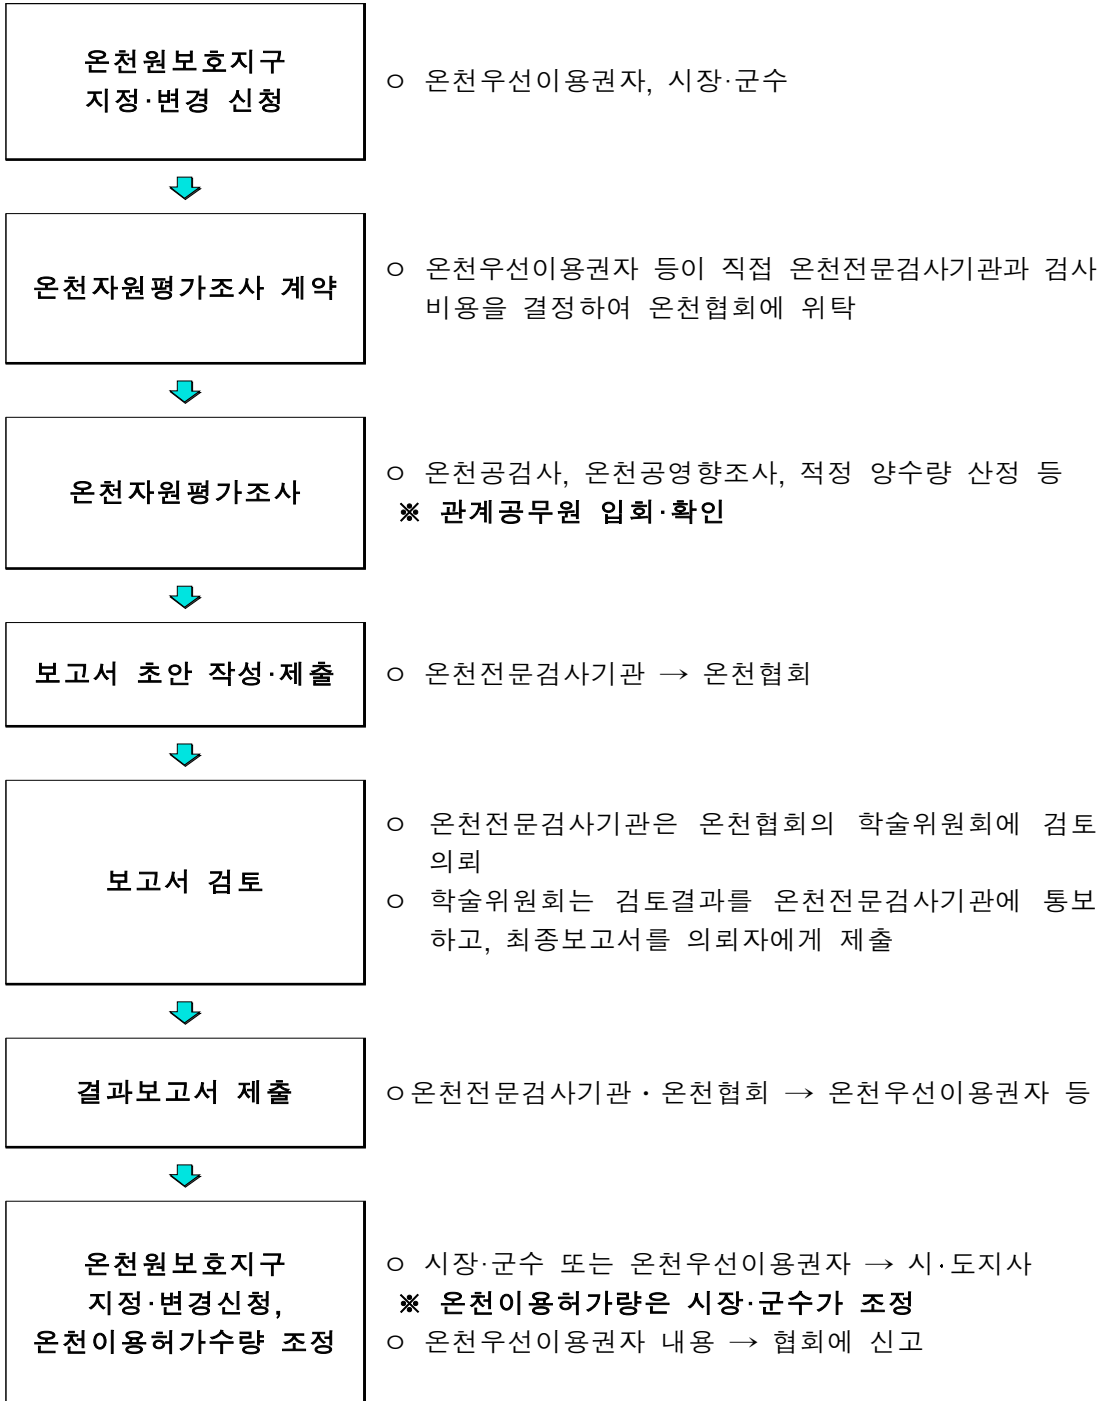 온천원보호지구
지정·변경 신청
ㅇ 온천우선이용권자, 시장·군수
온천자원평가조사 계약
ㅇ 온천우선이용권자 등이 직접 온천전문검사기관과 검사
비용을 결정하여 온천협회에 위탁
온천자원평가조사
ㅇ 온천공검사, 온천공영향조사, 적정 양수량 산정 등
※ 관계공무원 입회·확인
보고서 초안 작성·제출
ㅇ 온천전문검사기관 → 온천협회
보고서 검토
ㅇ 온천전문검사기관은 온천협회의 학술위원회에 검토
의뢰
ㅇ 학술위원회는 검토결과를 온천전문검사기관에 통보
하고, 최종보고서를 의뢰자에게 제출
결과보고서 제출
ㅇ온천전문검사기관・온천협회 → 온천우선이용권자 등
온천원보호지구
지정·변경신청,
온천이용허가수량 조정
ㅇ 시장·군수 또는 온천우선이용권자 → 시·도지사
※ 온천이용허가량은 시장·군수가 조정
ㅇ 온천우선이용권자 내용 → 협회에 신고